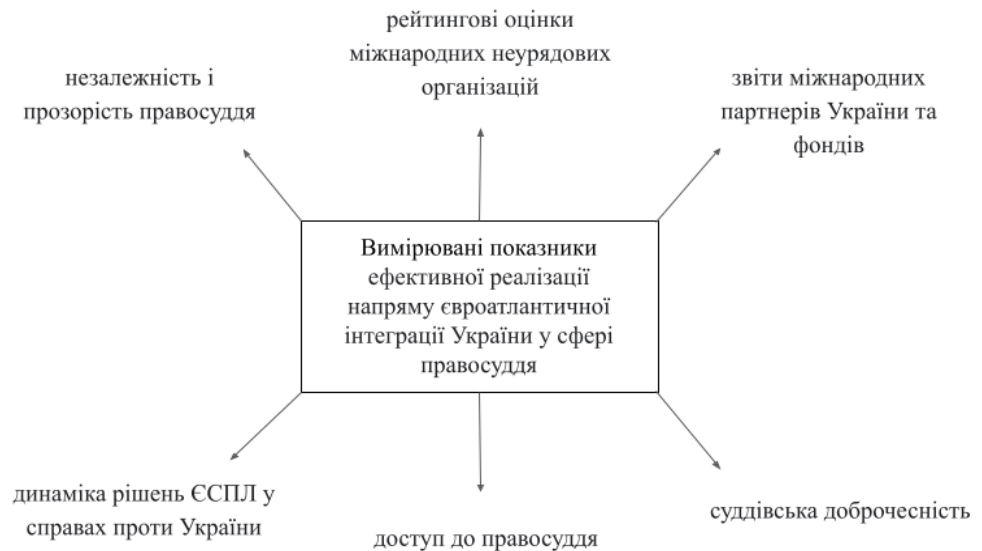 рейтингові оцінки
міжнародних неурядових
організацій
незалежність і
прозорість правосуддя
звіти міжнародних
партнерів України та
фондів
Вимірювані показники
ефективної реалізації
напряму євроатлантичної
інтеграції України у сфері
правосуддя
динаміка рішень ЄСПЛ у
справах проти України
доступ до правосуддя
суддівська доброчесність